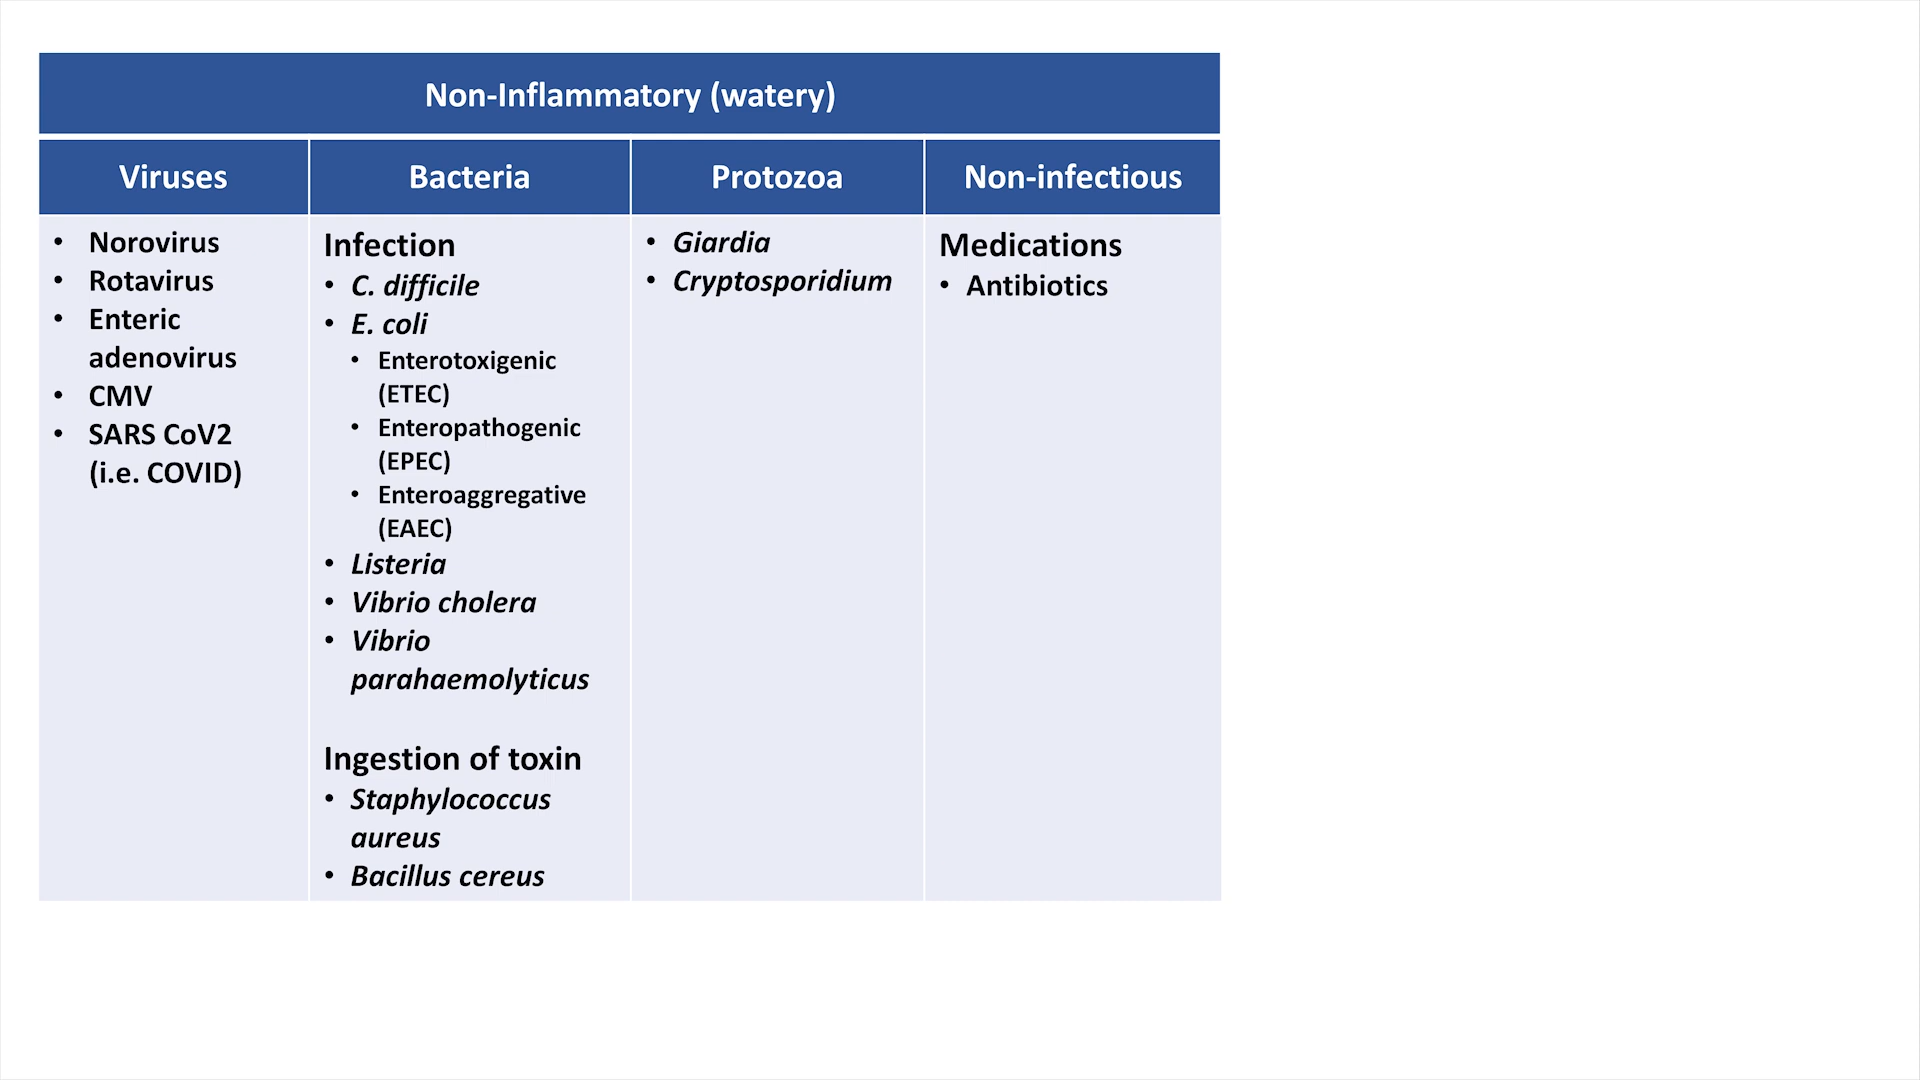 Non-Inflammatory (watery)
Viruses
Bacteria
Protozoa
Non-infectious
• Norovirus
• Rotavirus
• Enteric
adenovirus
• CMV
• SARS CoV2
(i.e. COVID)
Infection
• C. difficile
• E. coli
• Enterotoxigenic
(ETEC)
• Enteropathogenic
(EPEC)
• Enteroaggregative
(EAEC)
• Listeria
• Vibrio cholera
• Vibrio
parahaemolyticus
Ingestion of toxin
• Staphylococcus
aureus
• Bacillus cereus
• Giardia
• Cryptosporidium
Medications
• Antibiotics